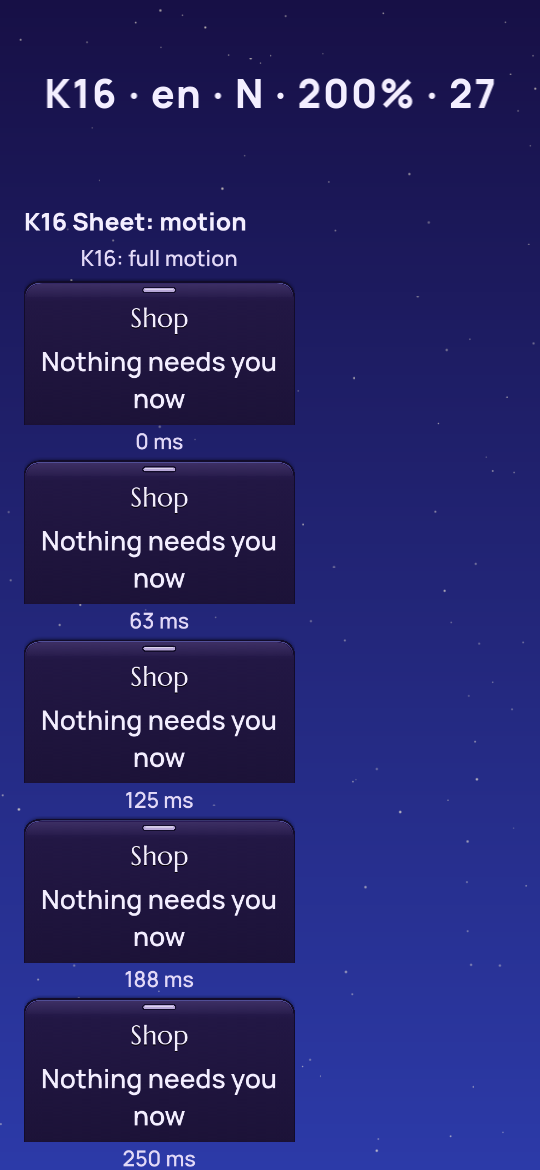 K16 · en · N · 200% · 27
K16 Sheet: motion
K16: full motion
Shop
Nothing needs you
now
0 ms
Shop
Nothing needs you
now
63 ms
Shop
Nothing needs you
now
125 ms
Shop
Nothing needs you
now
188 ms
Shop
Nothing needs you
now
250 ms